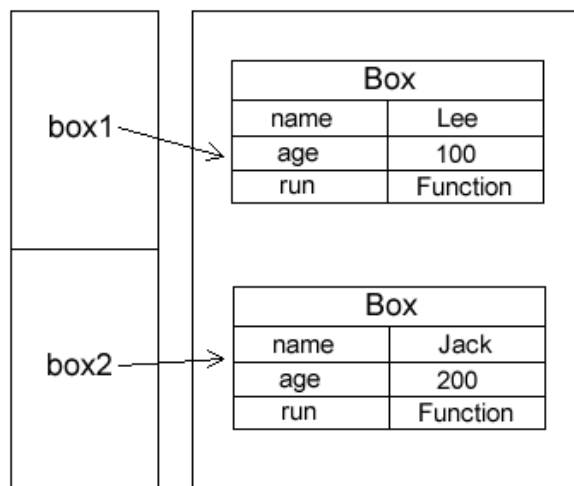 box1
Box
name Lee
age 100
run Function
box2
Box
name Jack
age 200
run Function